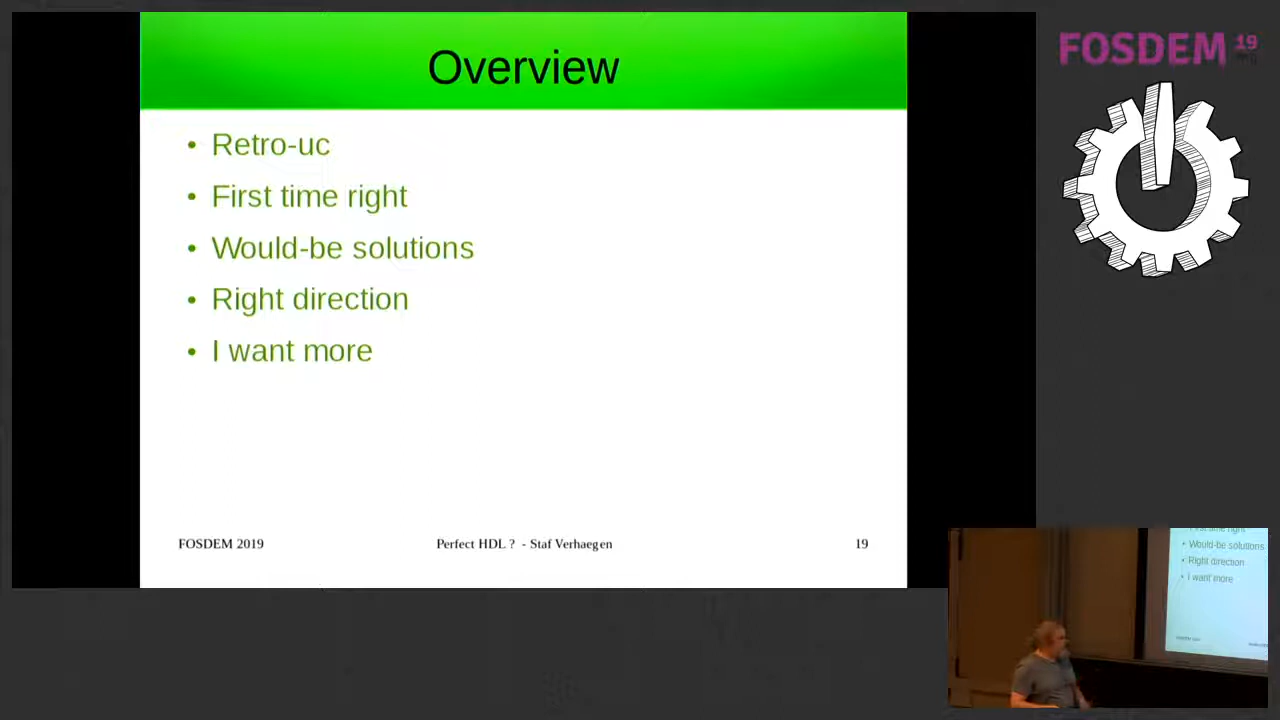 Overview
• Retro-uc
• First time right
• Would-be solutions
• Right direction
• I want more
FOSDEM 2019
Perfect HDL ? - Staf Verhaegen
19
FOSDEM 19
• Would-be solutions
• Right direction
• I want more